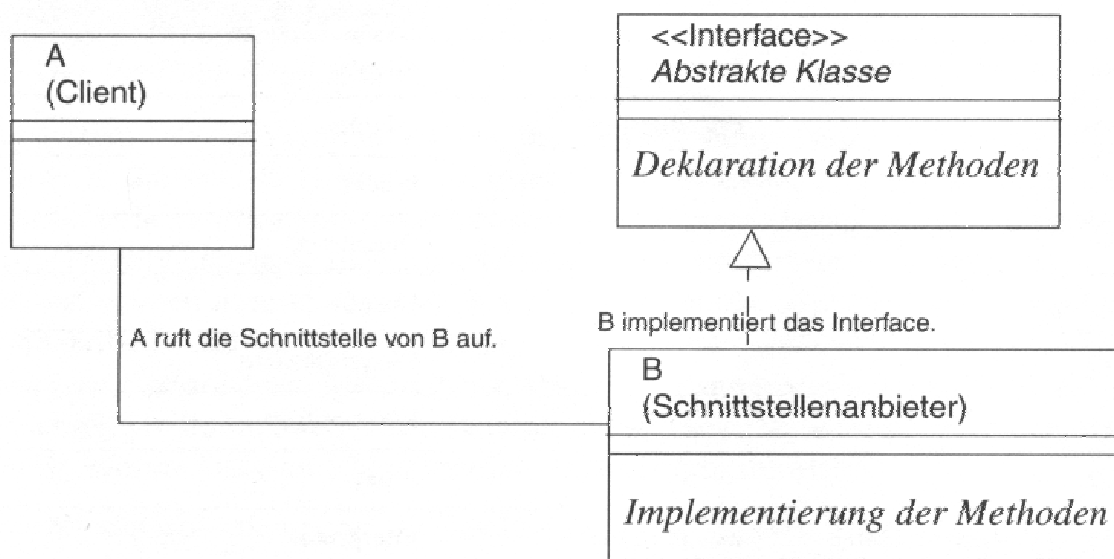 A
(Client)
<<Interface>>
Abstrakte Klasse
Deklaration der Methoden
A ruft die Schnittstelle von B auf.
B implementiert das Interface.
B
(Schnittstellenanbieter)
Implementierung der Methoden